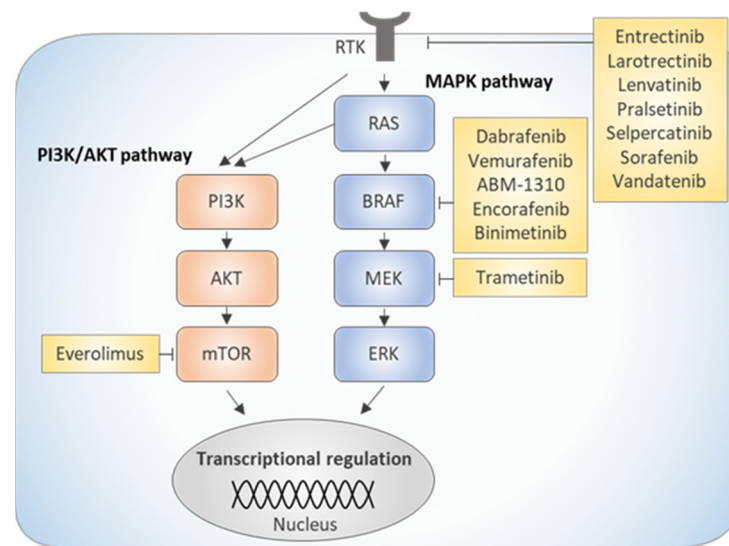 RTK
MAPK pathway
Entrectinib
Larotrectinib
Lenvatinib
Pralsetinib
Selpercatinib
Sorafenib
Vandatenib
RAS
PI3K/AKT pathway
Dabrafenib
Vemurafenib
ABM-1310
Encorafenib
Binimetinib
PI3K
BRAF
AKT
MEK
Trametinib
Everolimus
mTOR
ERK
Transcriptional regulation
Nucleus